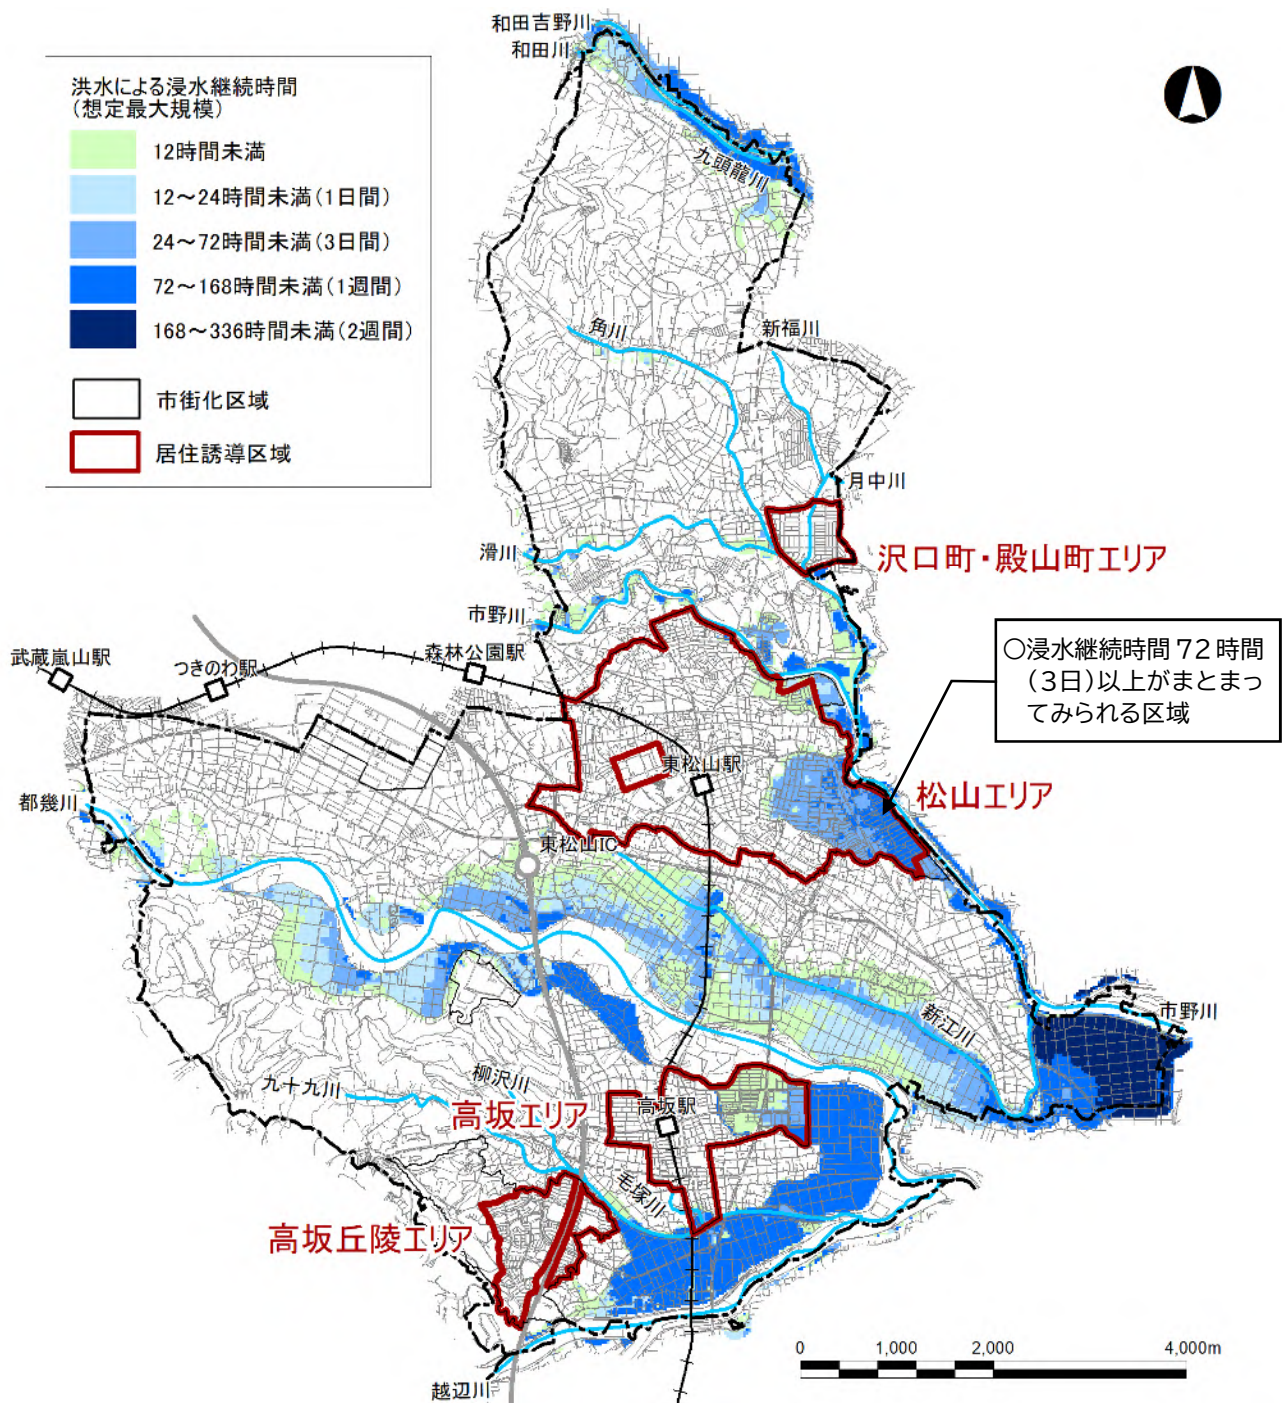 和田吉野川
和田川
洪水による浸水継続時間
(想定最大規模)
12時間未満
12～24時間未満(1日間)
24～72時間未満(3日間)
72～168時間未満(1週間)
168～336時間未満(2週間)
市街化区域
居住誘導区域
九頭龍川
角川
新福川
月中川
滑川
沢口町・殿山町エリア
市野川
武蔵嵐山駅
つきのわ駅
森林公園駅
○浸水継続時間72時間
(3日)以上がまとまっ
てみられる区域
東松山駅
松山エリア
都幾川
東松山IC
新江川
市野川
九十九川
柳沢川
高坂エリア
高坂駅
毛塚川
高坂丘陵エリア
越辺川
0 1,000 2,000 4,000m